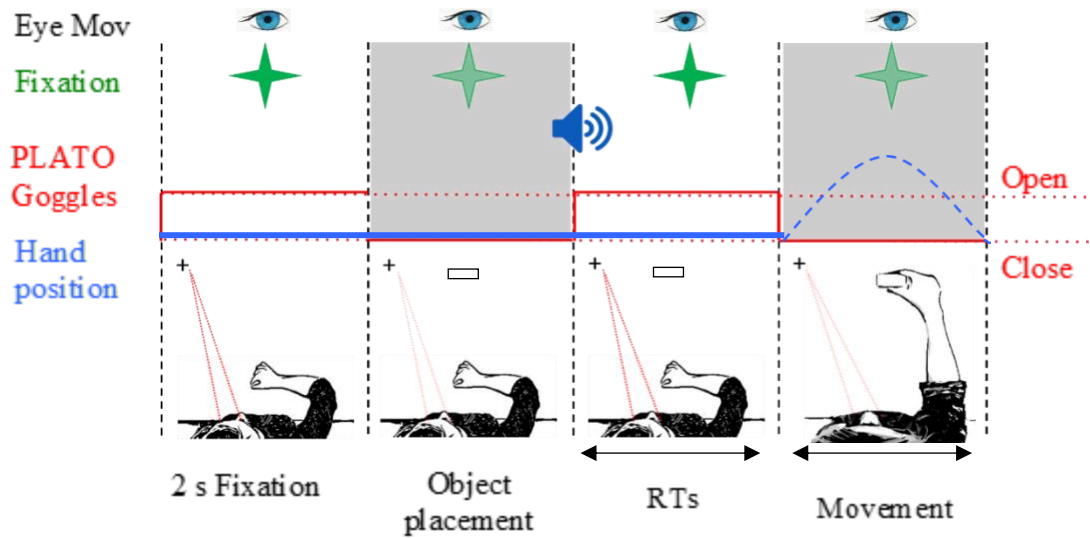 Eye Mov
Fixation
PLATO
Goggles
Open
Hand
position
Close
+
+
+
+
2 s Fixation
Object
placement
RTs
Movement